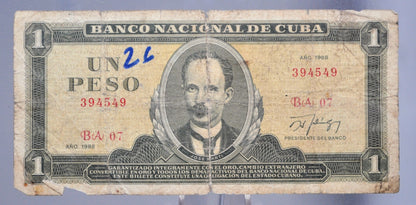 1 BANCO NACIONAL DE CUBA 1
UN PESO
26
AÑO 1988
394549
394549
BA 07
BA 07
AÑO 1988
PRESIDENTE DEL BANCO
GARANTIZADO INTEGRAMENTE CON EL ORO, CAMBIO EXTRANJERO
CONVERTIBLE EN ORO Y TODOS LOS DEMAS ACTIVOS DEL BANCO NACIONAL DE CUBA
ESTE BILLETE CONSTITUYE UNA OBLIGACION DEL ESTADO CUBANO
1 1